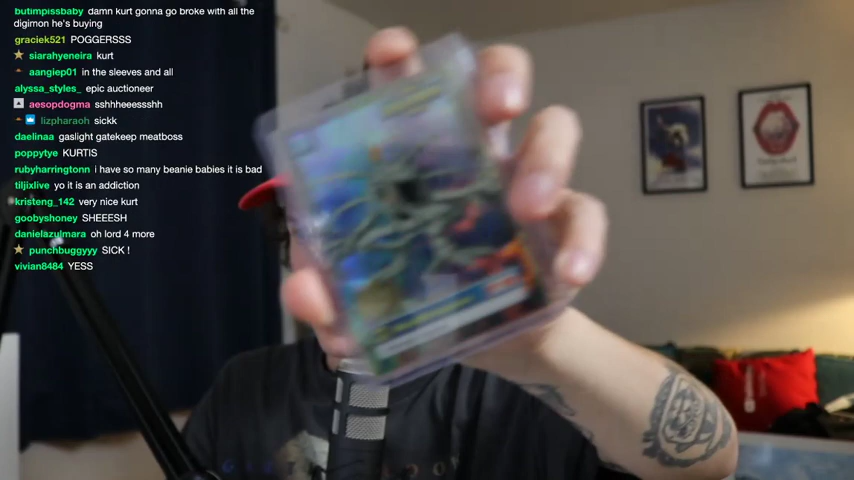 butimpissbaby damn kurt gonna go broke with all the
digimon he's buying
graciek521 POGGERSSS
siarahyeneira kurt
aangiep01 in the sleeves and all
alyssa_styles_ epic auctioneer
aesopdogma sshhheeessshh
lizpharaoh sickk
daelinaa gaslight gatekeep meatboss
poppytye KURTIS
rubyharringtonn i have so many beanie babies it is bad
tiljixlive yo it is an addiction
kristeng_142 very nice kurt
goobyshoney SHEEESH
danielazulmara oh lord 4 more
punchbuggyyy SICK !
vivian8484 YESS